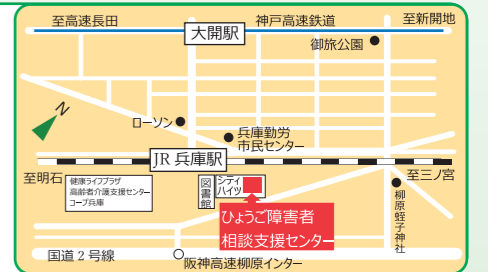 至高速長田
神戸高速鉄道
至新開地
大開駅
御旅公園
N
ローソン
兵庫勤労
市民センター
JR 兵庫駅
至明石
至三ノ宮
健康ライフプラザ
高齢者介護支援センター
コープ兵庫
図書館
シティ
ハイツ
柳原蛭子神社
ひょうご障害者
相談支援センター
国道 2 号線
阪神高速柳原インター